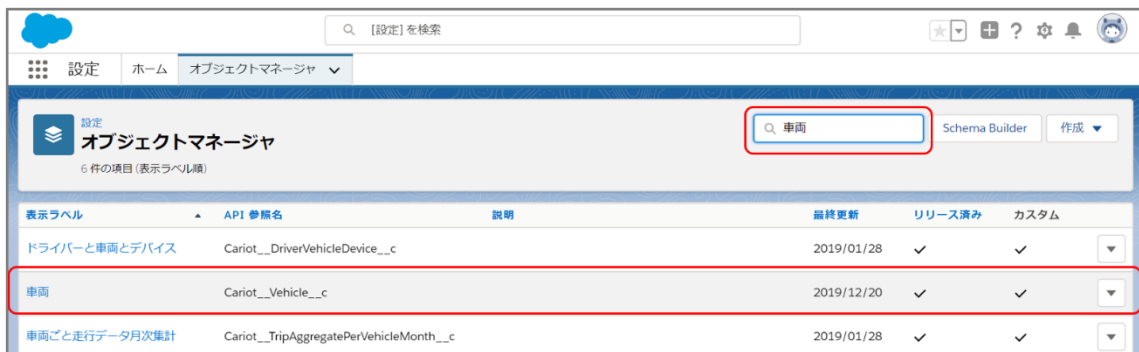 [設定] を検索
設定 ホーム オブジェクトマネージャ
設定
オブジェクトマネージャ
6 件の項目 (表示ラベル順)
車両 Schema Builder 作成
表示ラベル API 参照名 説明 最終更新 リリース済み カスタム
ドライバーと車両とデバイス Cariot__DriverVehicleDevice__c 2019/01/28
車両 Cariot__Vehicle__c 2019/12/20
車両ごと走行データ月次集計 Cariot__TripAggregatePerVehicleMonth__c 2019/01/28